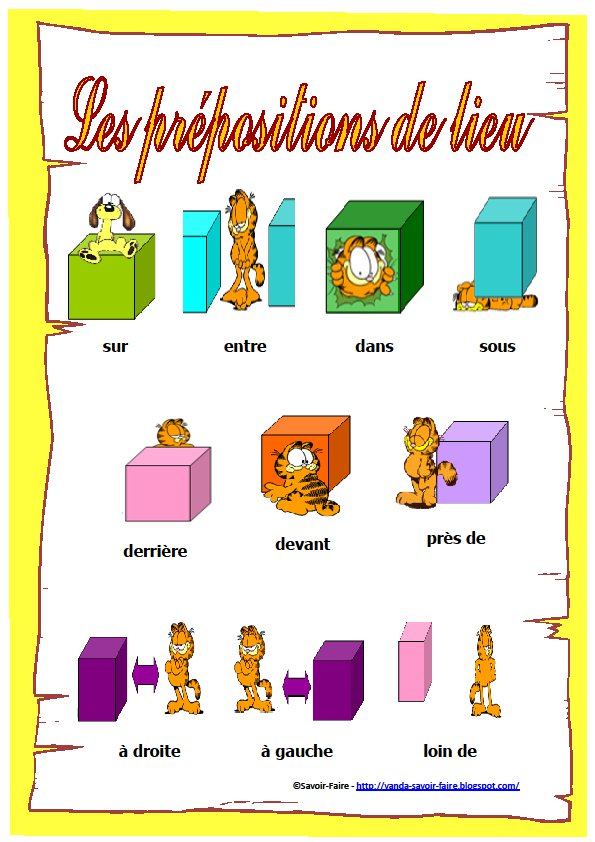 Les prépositions de lieu
sur entre dans sous
derrière devant près de
à droite à gauche loin de
©Savoir-Faire - http://vanda-savoir-faire.blogspot.com/